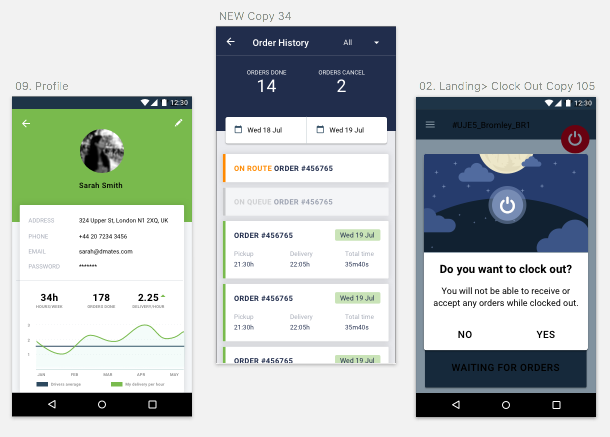 NEW Copy 34
09. Profile
02. Landing> Clock Out Copy 105
12:30
Sarah Smith
ADDRESS 324 Upper St, London N1 2XQ, UK
PHONE +44 20 7234 3456
EMAIL sarah@dmates.com
PASSWORD *******
34h 178 2.25
HOURS/WEEK ORDERS DONE DELIVERY/HOUR
3
2
1
JAN FEB MAR APR MAY
Drivers average My delivery per hour
Order History All
ORDERS DONE ORDERS CANCEL
14 2
Wed 18 Jul Wed 19 Jul
ON ROUTE ORDER #456765
ON QUEUE ORDER #456765
ORDER #456765 Wed 19 Jul
Pickup Delivery Total time
21:30h 22:05h 35m40s
ORDER #456765 Wed 19 Jul
Pickup Delivery Total time
21:30h 22:05h 35m40s
ORDER #456765 Wed 19 Jul
12:30
#UJE5_Bromley_BR1
Do you want to clock out?
You will not be able to receive or
accept any orders while clocked out.
NO YES
WAITING FOR ORDERS